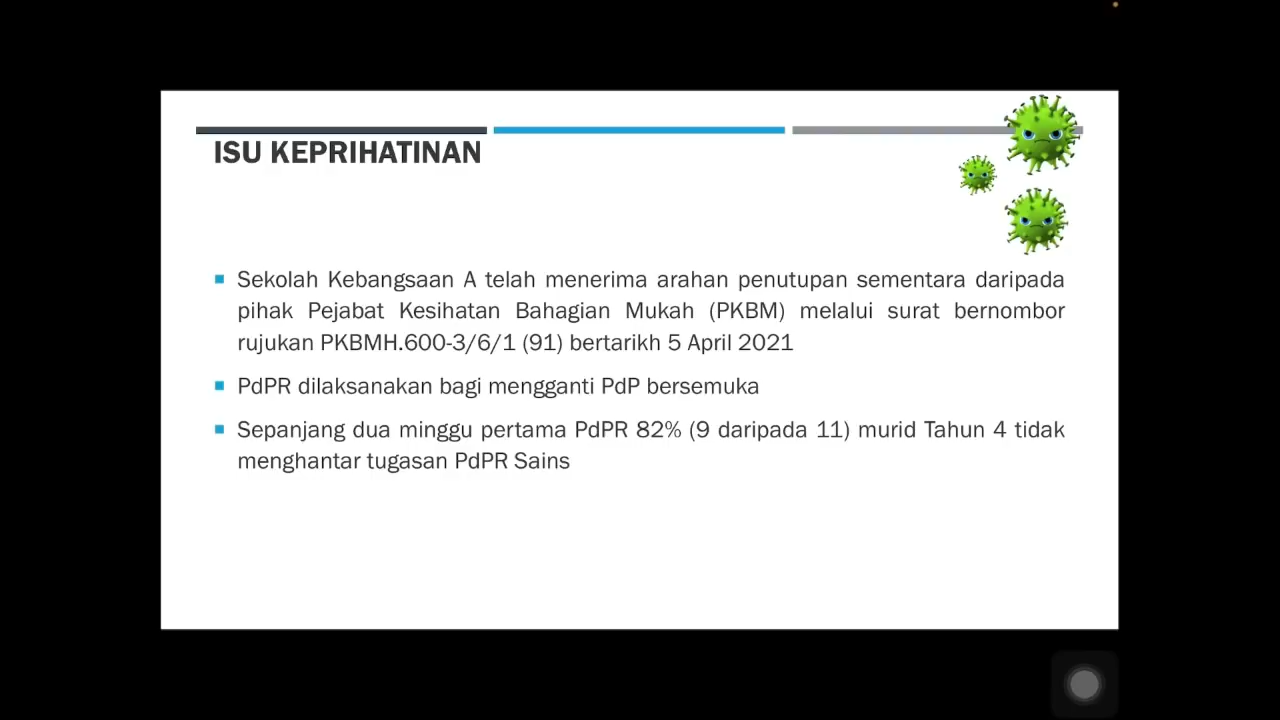 ISU KEPRIHATINAN
Sekolah Kebangsaan A telah menerima arahan penutupan sementara daripada
pihak Pejabat Kesihatan Bahagian Mukah (PKBM) melalui surat bernombor
rujukan PKBMH.600-3/6/1 (91) bertarikh 5 April 2021
PdPR dilaksanakan bagi mengganti PdP bersemuka
Sepanjang dua minggu pertama PdPR 82% (9 daripada 11) murid Tahun 4 tidak
menghantar tugasan PdPR Sains